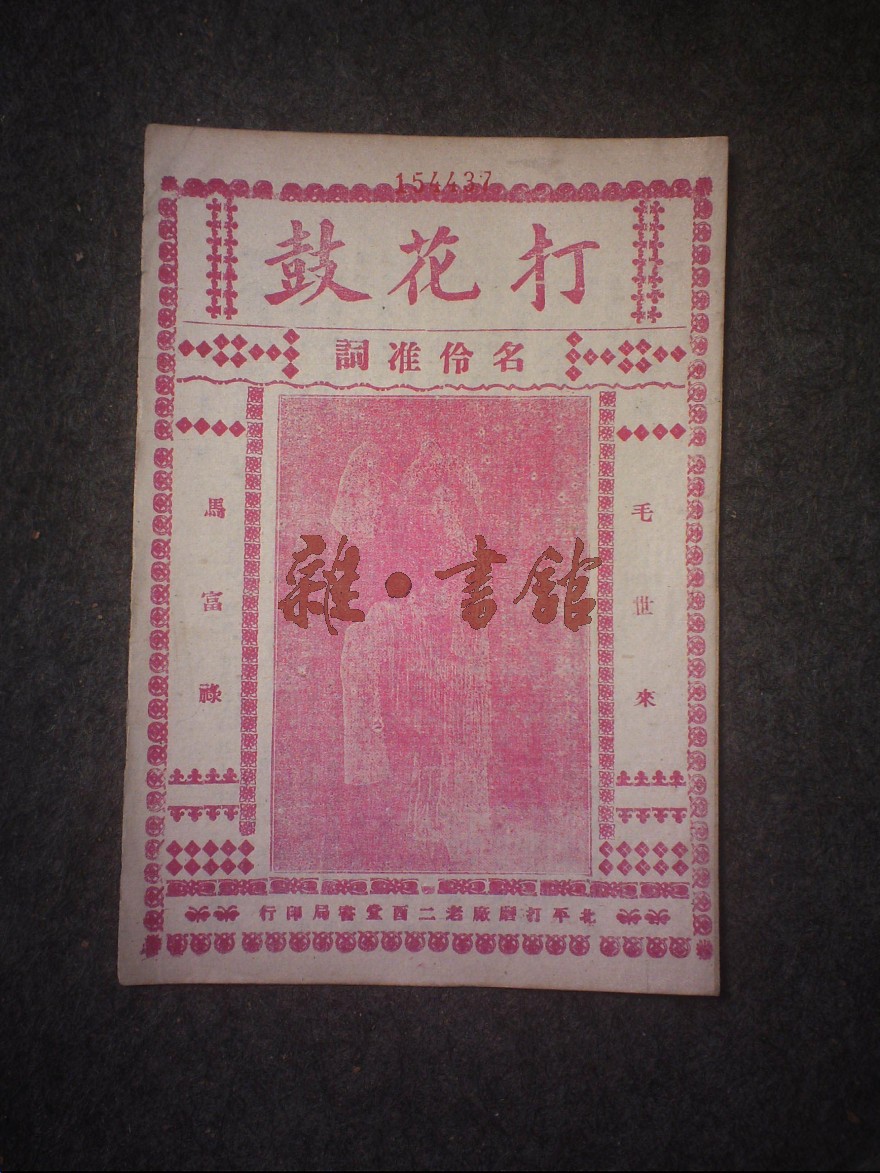 154437
打花鼓
名伶准詞
毛世來
馬富祿
雜·書館
北平打磨廠老二酉堂書局印行